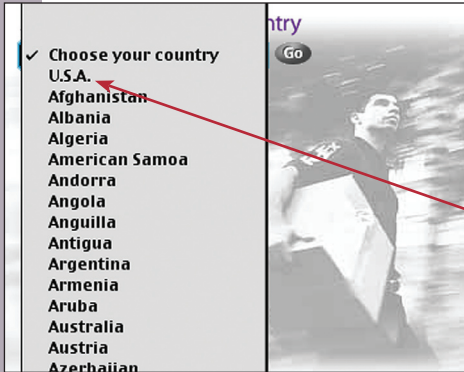 ntry
Choose your country
Go
U.S.A.
Afghanistan
Albania
Algeria
American Samoa
Andorra
Angola
Anguilla
Antigua
Argentina
Armenia
Aruba
Australia
Austria
Azerbaijan